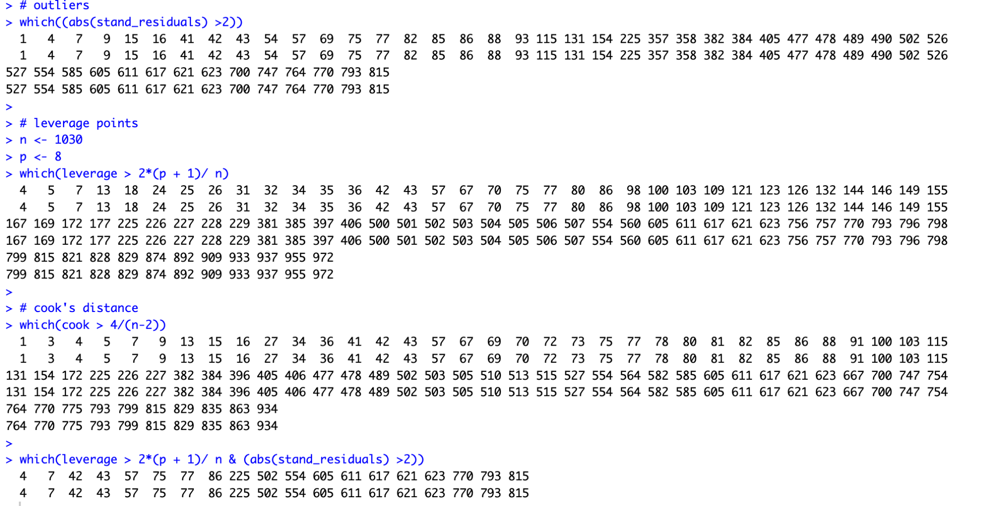 > # outliers
> which((abs(stand_residuals) >2))
1 4 7 9 15 16 41 42 43 54 57 69 75 77 82 85 86 88 93 115 131 154 225 357 358 382 384 405 477 478 489 490 502 526
1 4 7 9 15 16 41 42 43 54 57 69 75 77 82 85 86 88 93 115 131 154 225 357 358 382 384 405 477 478 489 490 502 526
527 554 585 605 611 617 621 623 700 747 764 770 793 815
527 554 585 605 611 617 621 623 700 747 764 770 793 815
>
> # leverage points
> n <- 1030
> p <- 8
> which(leverage > 2*(p + 1)/ n)
4 5 7 13 18 24 25 26 31 32 34 35 36 42 43 57 67 70 75 77 80 86 98 100 103 109 121 123 126 132 144 146 149 155
4 5 7 13 18 24 25 26 31 32 34 35 36 42 43 57 67 70 75 77 80 86 98 100 103 109 121 123 126 132 144 146 149 155
167 169 172 177 225 226 227 228 229 381 385 397 406 500 501 502 503 504 505 506 507 554 560 605 611 617 621 623 756 757 770 793 796 798
167 169 172 177 225 226 227 228 229 381 385 397 406 500 501 502 503 504 505 506 507 554 560 605 611 617 621 623 756 757 770 793 796 798
799 815 821 828 829 874 892 909 933 937 955 972
799 815 821 828 829 874 892 909 933 937 955 972
>
> # cook's distance
> which(cook > 4/(n-2))
1 3 4 5 7 9 13 15 16 27 34 36 41 42 43 57 67 69 70 72 73 75 77 78 80 81 82 85 86 88 91 100 103 115
1 3 4 5 7 9 13 15 16 27 34 36 41 42 43 57 67 69 70 72 73 75 77 78 80 81 82 85 86 88 91 100 103 115
131 154 172 225 226 227 382 384 396 405 406 477 478 489 502 503 505 510 513 515 527 554 564 582 585 605 611 617 621 623 667 700 747 754
131 154 172 225 226 227 382 384 396 405 406 477 478 489 502 503 505 510 513 515 527 554 564 582 585 605 611 617 621 623 667 700 747 754
764 770 775 793 799 815 829 835 863 934
764 770 775 793 799 815 829 835 863 934
>
> which(leverage > 2*(p + 1)/ n & (abs(stand_residuals) >2))
4 7 42 43 57 75 77 86 225 502 554 605 611 617 621 623 770 793 815
4 7 42 43 57 75 77 86 225 502 554 605 611 617 621 623 770 793 815